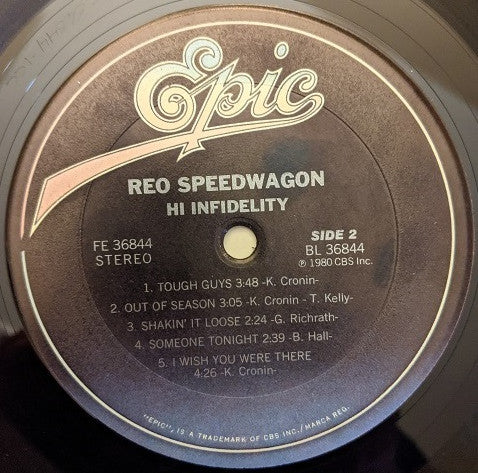 Epic
REO SPEEDWAGON
HI INFIDELITY
FE 36844
STEREO
SIDE 2
BL 36844
℗ 1980 CBS Inc.
1. TOUGH GUYS 3:48 -K. Cronin-
2. OUT OF SEASON 3:05 -K. Cronin - T. Kelly-
3. SHAKIN' IT LOOSE 2:24 -G. Richrath-
4. SOMEONE TONIGHT 2:39 -B. Hall-
5. I WISH YOU WERE THERE
4:26 -K. Cronin-
"EPIC", IS A TRADEMARK OF CBS INC./MARCA REG.